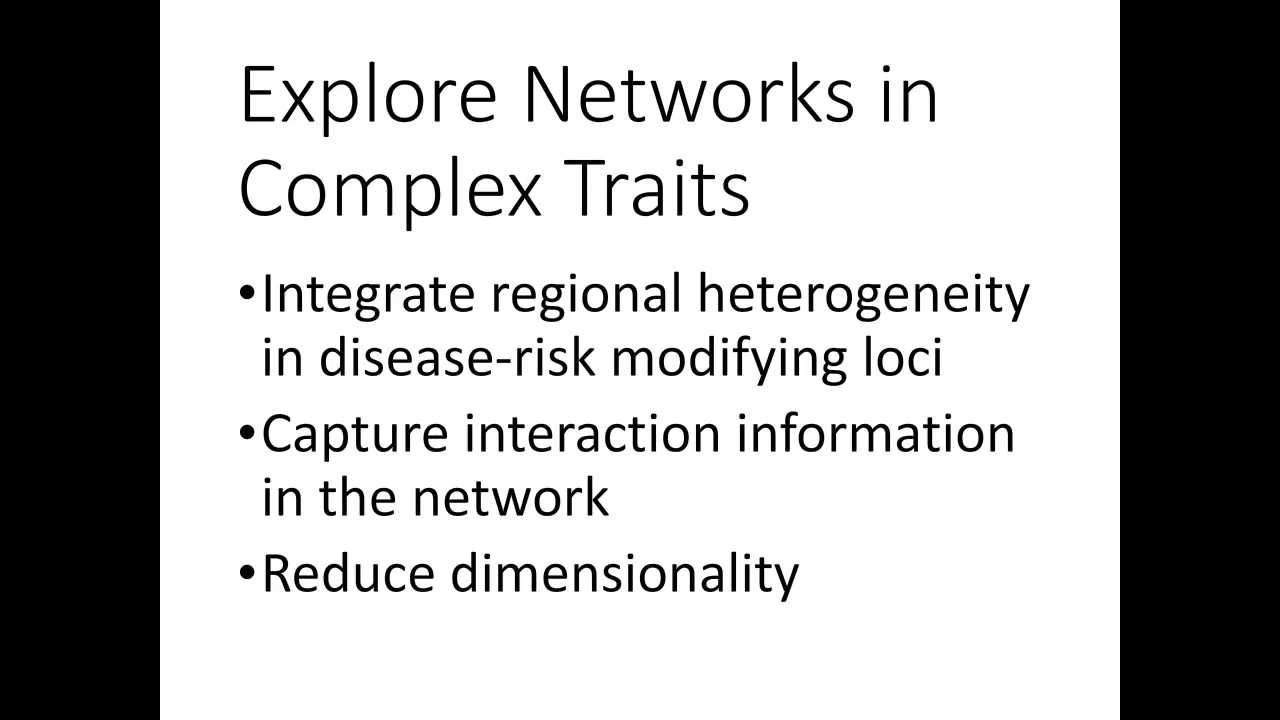 Explore Networks in
Complex Traits
•Integrate regional heterogeneity
in disease-risk modifying loci
•Capture interaction information
in the network
•Reduce dimensionality